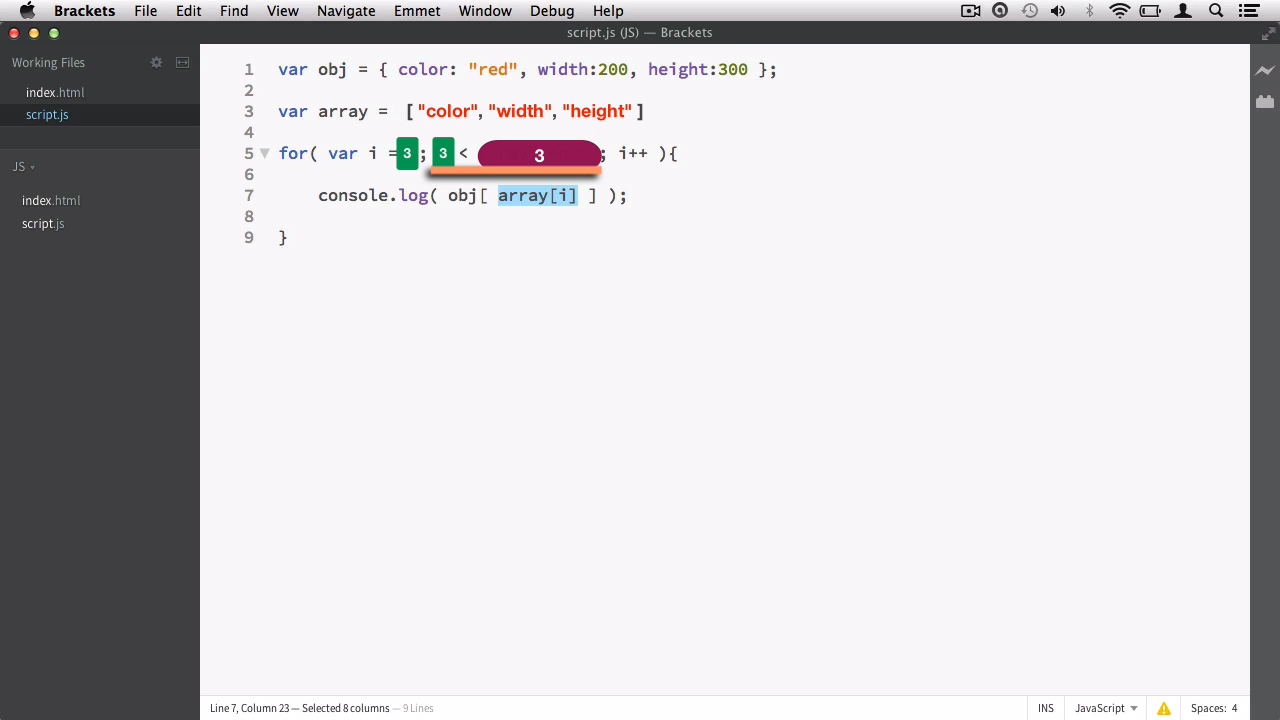 Brackets File Edit Find View Navigate Emmet Window Debug Help
script.js (JS) — Brackets
Working Files
index.html
script.js
JS
index.html
script.js
1 var obj = { color: "red", width:200, height:300 };
2
3 var array = ["color", "width", "height"]
4
5 for( var i =3; 3 < 3; i++ ){
6
7 console.log( obj[ array[i] ] );
8
9 }
Line 7, Column 23 — Selected 8 columns — 9 Lines
INS JavaScript Spaces: 4